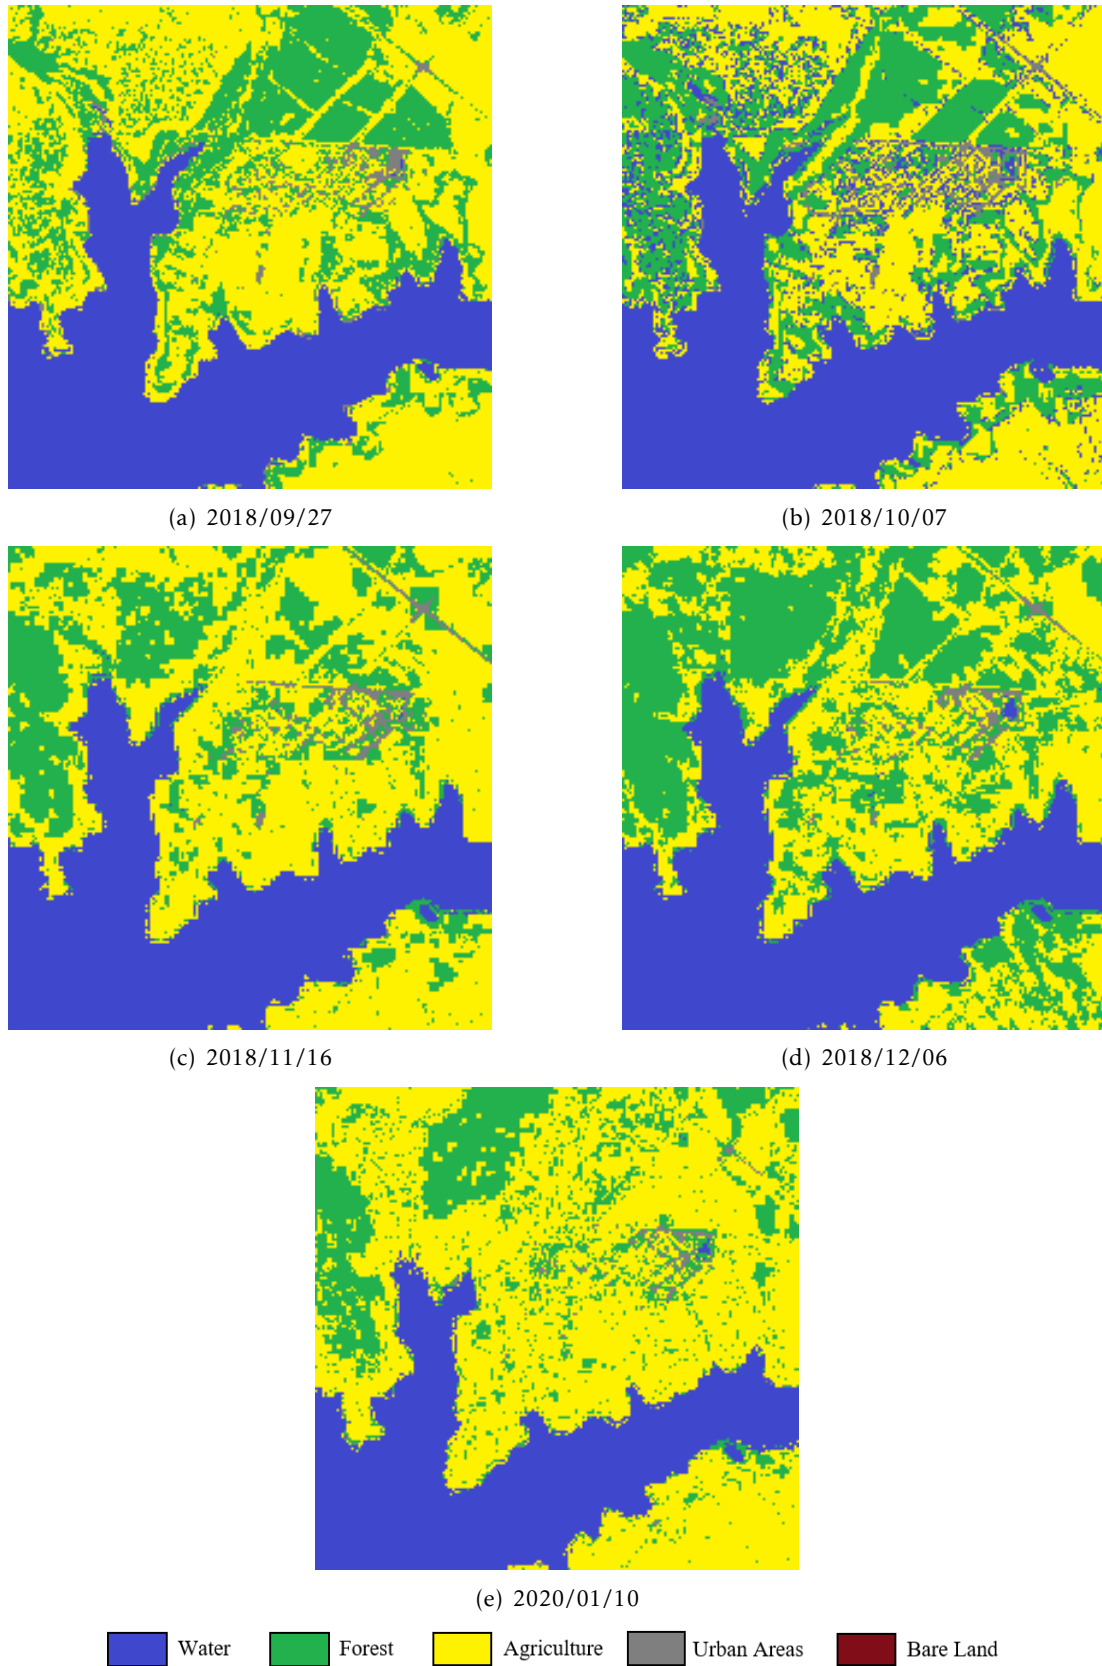 (a) 2018/09/27
(b) 2018/10/07
(c) 2018/11/16
(d) 2018/12/06
(e) 2020/01/10
Water Forest Agriculture Urban Areas Bare Land